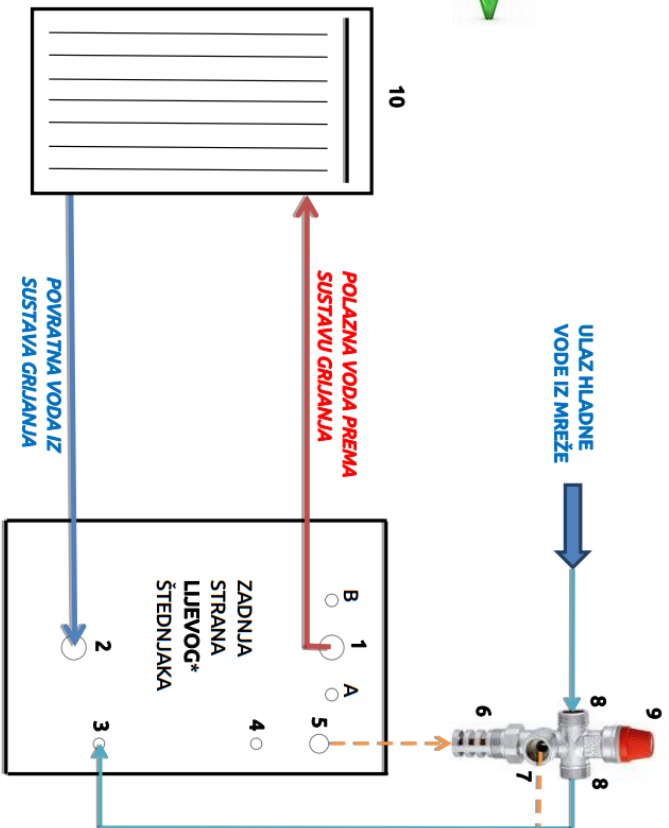 9
8
8
ULAZ HLADNE
VODE IZ MREŽE
7
6
10
POLAZNA VODA PREMA
SUSTAVU GRIJANJA
B
1
A
5
4
ZADNJA
STRANA
LIJEVOG*
ŠTEDNJAKA
2
3
POVRATNA VODA IZ
SUSTAVA GRIJANJA